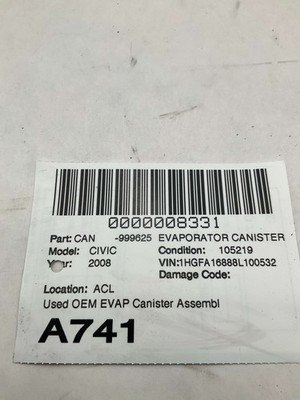 0000008331
Part: CAN -999625 EVAPORATOR CANISTER
Model: CIVIC Condition: 105219
Year: 2008 VIN:1HGFA16888L100532
Damage Code:
Location: ACL
Used OEM EVAP Canister Assembl
A741